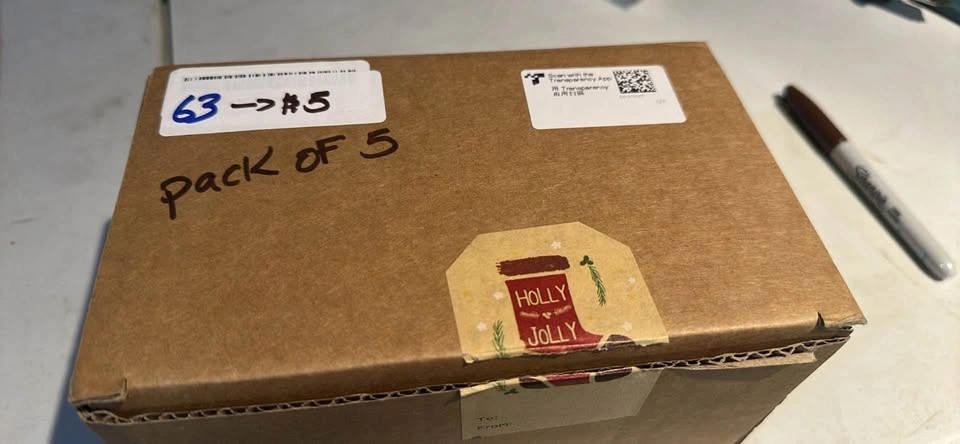 63 -> #5
pack of 5
Scan with the
Transparency App
用 Transparency
应用扫描
HOLLY
JOLLY
To:
From:
Sharpie